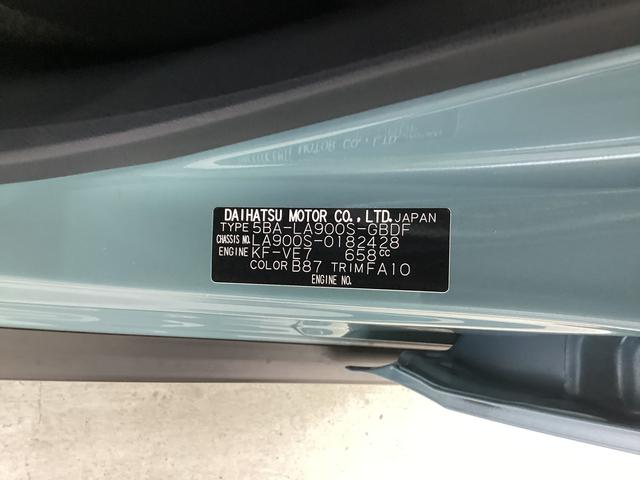 DAIHATSU MOTOR CO., LTD. JAPAN
TYPE 5BA-LA900S-GBDF
CHASSIS NO. LA900S-0182428
ENGINE KF-VE7 658cc
COLOR B87 TRIM FA10
ENGINE NO.